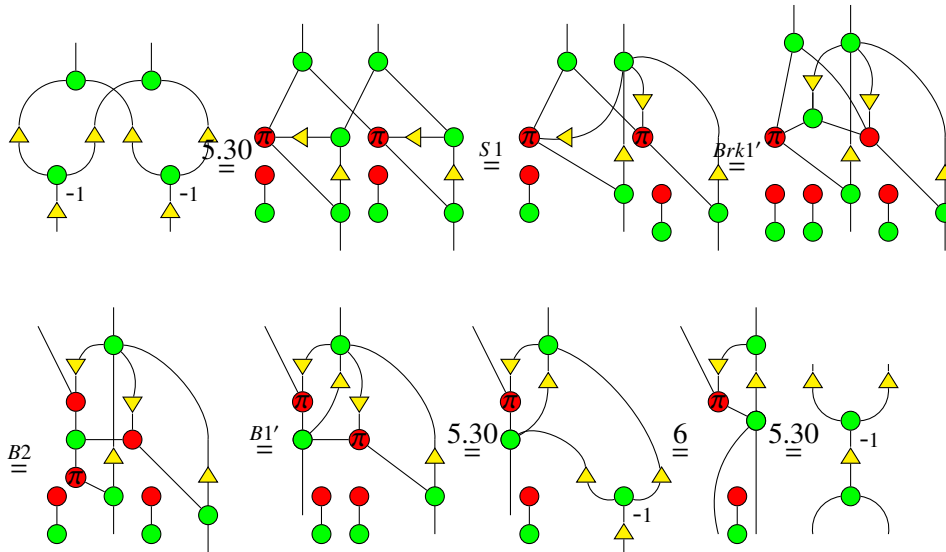 -1 -1 5.30 = π π S1 = π π Brk1′ = π
B2 = π B1′ = π π 5.30 = π -1 6 = π 5.30 = -1